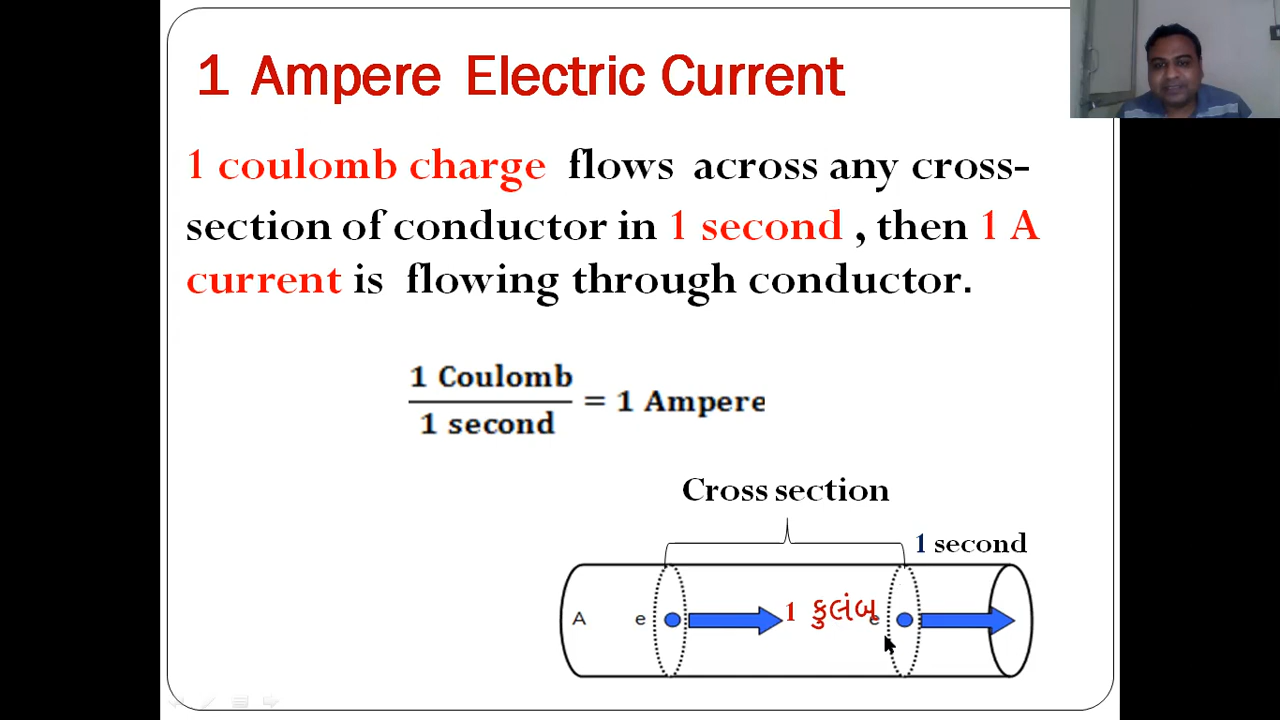 1 Ampere Electric Current
1 coulomb charge flows across any cross-
section of conductor in 1 second , then 1 A
current is flowing through conductor.
1 Coulomb
1 second
= 1 Ampere
Cross section
1 second
A e 1 કુલંબ e